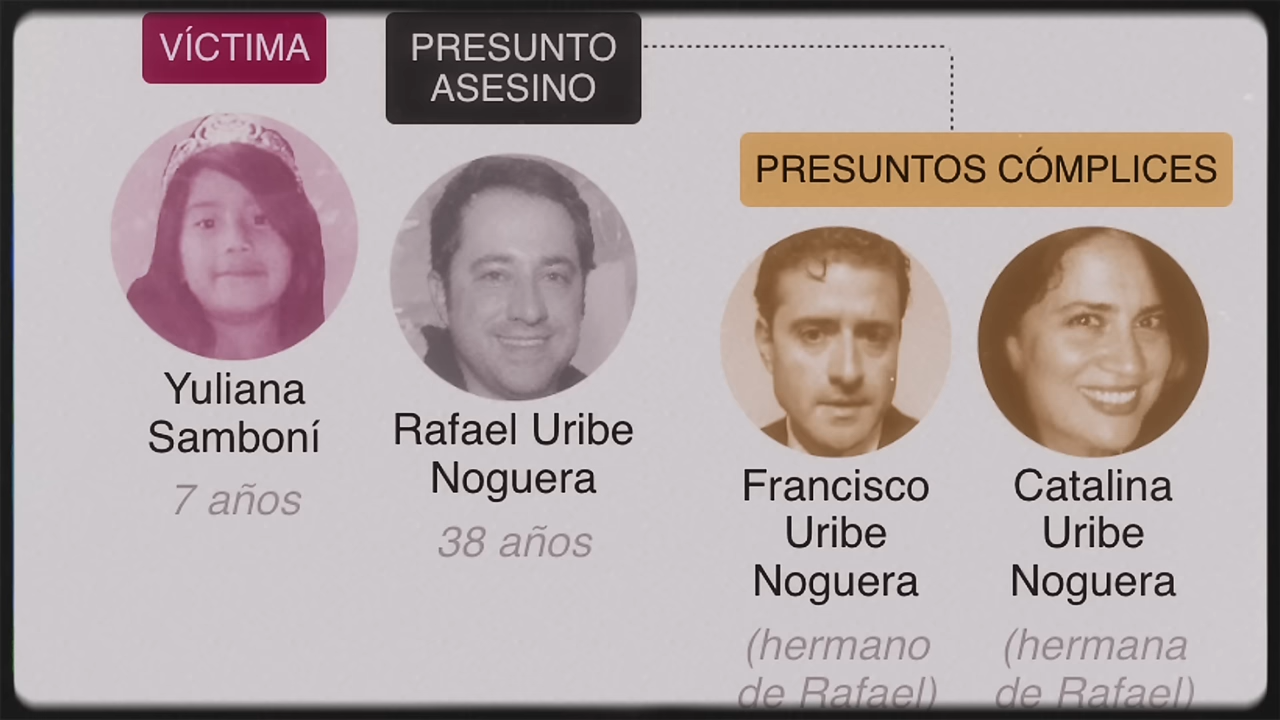 VÍCTIMA
PRESUNTO
ASESINO
PRESUNTOS CÓMPLICES
Yuliana
Samboní
7 años
Rafael Uribe
Noguera
38 años
Francisco
Uribe
Noguera
(hermano
de Rafael)
Catalina
Uribe
Noguera
(hermana
de Rafael)